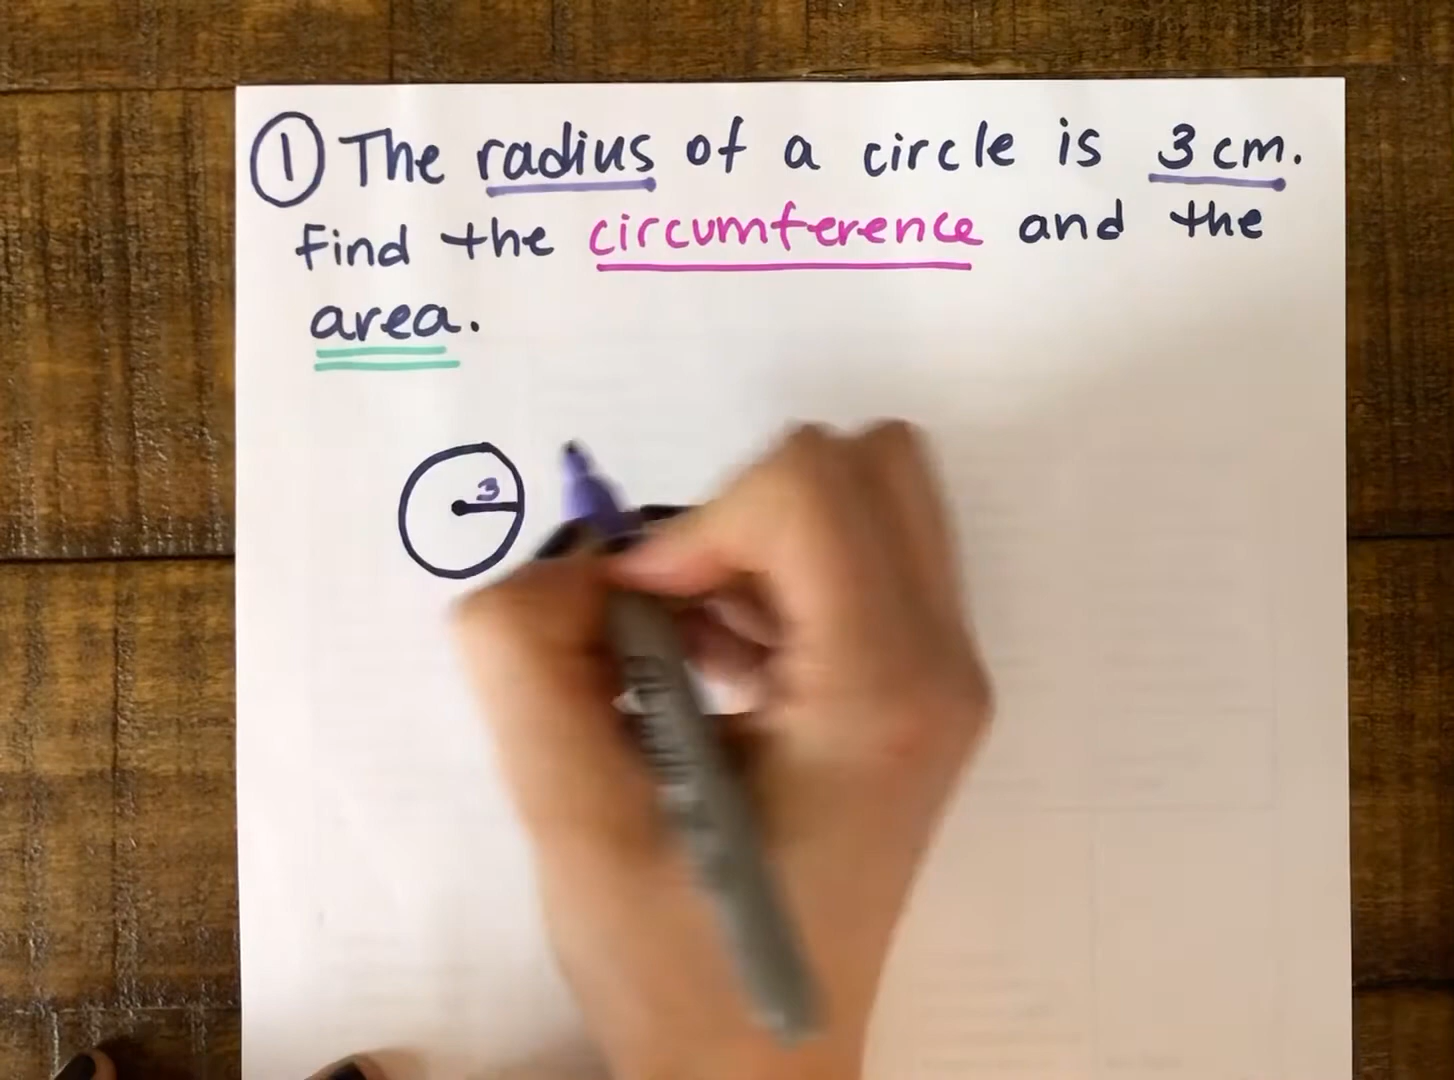 ① The radius of a circle is 3 cm.
Find the circumference and the
area.
3